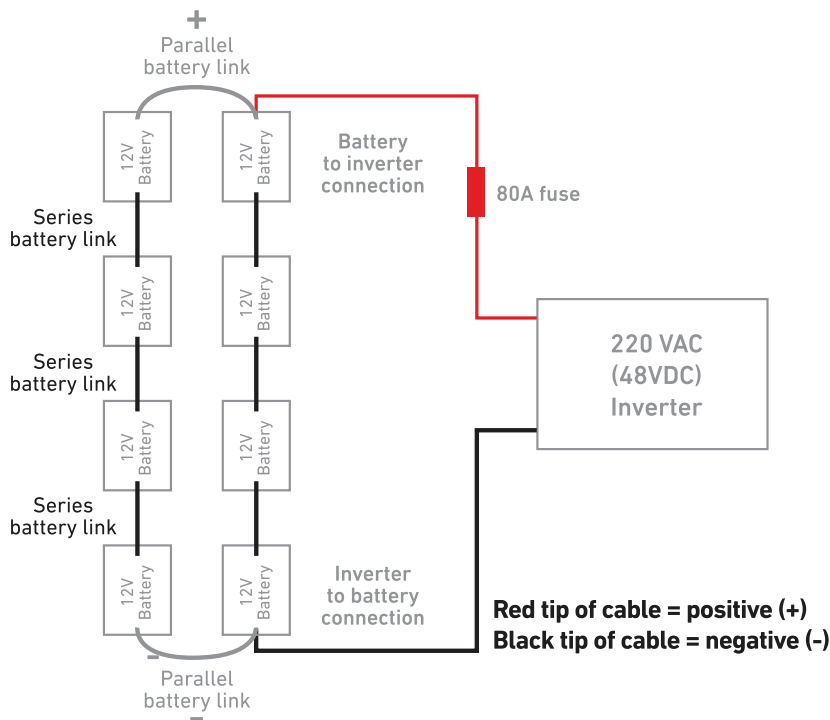 +
Parallel
battery link
12V
Battery
12V
Battery
Battery
to inverter
connection
80A fuse
Series
battery link
12V
Battery
12V
Battery
220 VAC
(48VDC)
Inverter
Series
battery link
12V
Battery
12V
Battery
Series
battery link
12V
Battery
12V
Battery
Inverter
to battery
connection
Red tip of cable = positive (+)
Black tip of cable = negative (-)
-
Parallel
battery link
-